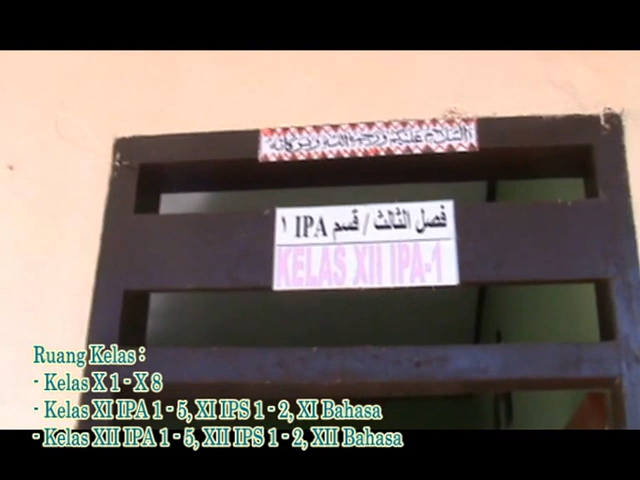 السلام عليكم ورحمة الله وبركاته
فصل الثالث / قسم IPA ١
KELAS XII IPA-1
Ruang Kelas :
- Kelas X 1 - X 8
- Kelas XI IPA 1 - 5, XI IPS 1 - 2, XI Bahasa
- Kelas XII IPA 1 - 5, XII IPS 1 - 2, XII Bahasa